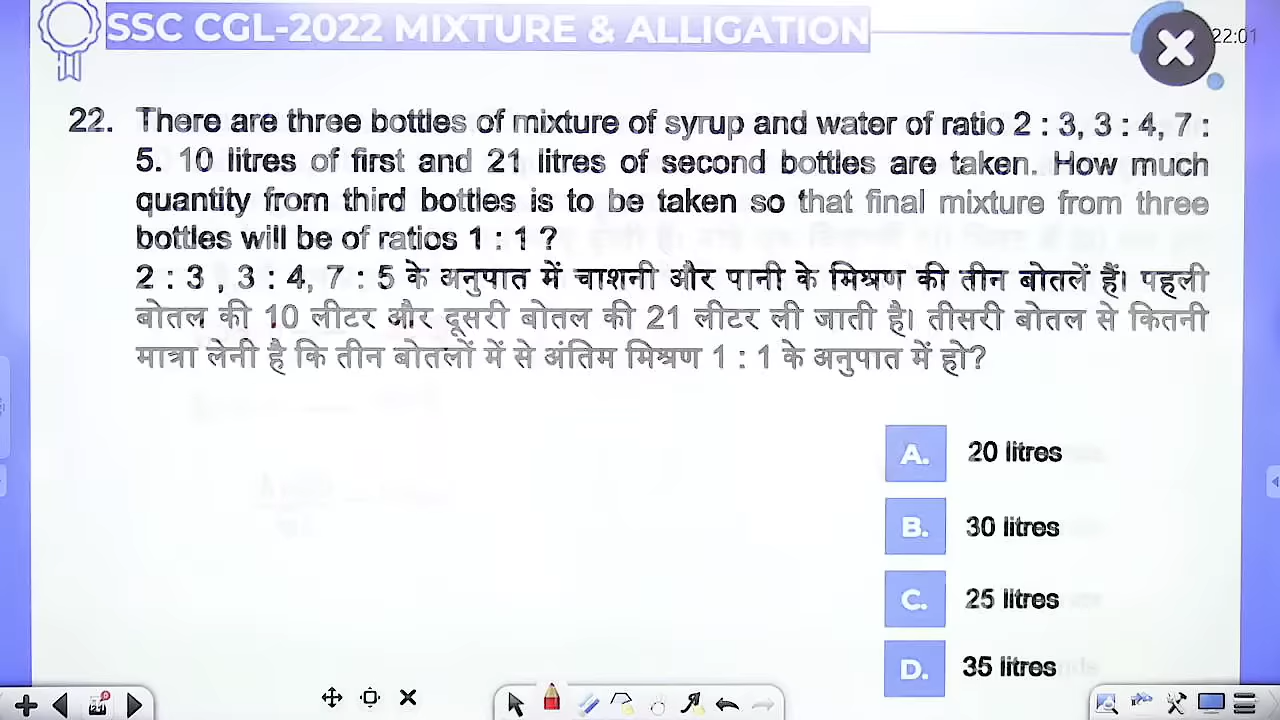 SSC CGL-2022 MIXTURE & ALLIGATION
22:01
22. There are three bottles of mixture of syrup and water of ratio 2 : 3, 3 : 4, 7 :
5. 10 litres of first and 21 litres of second bottles are taken. How much
quantity from third bottles is to be taken so that final mixture from three
bottles will be of ratios 1 : 1 ?
2 : 3 , 3 : 4, 7 : 5 के अनुपात में चाशनी और पानी के मिश्रण की तीन बोतलें हैं। पहली
बोतल की 10 लीटर और दूसरी बोतल की 21 लीटर ली जाती है। तीसरी बोतल से कितनी
मात्रा लेनी है कि तीन बोतलों में से अंतिम मिश्रण 1 : 1 के अनुपात में हो?
A. 20 litres
B. 30 litres
C. 25 litres
D. 35 litres